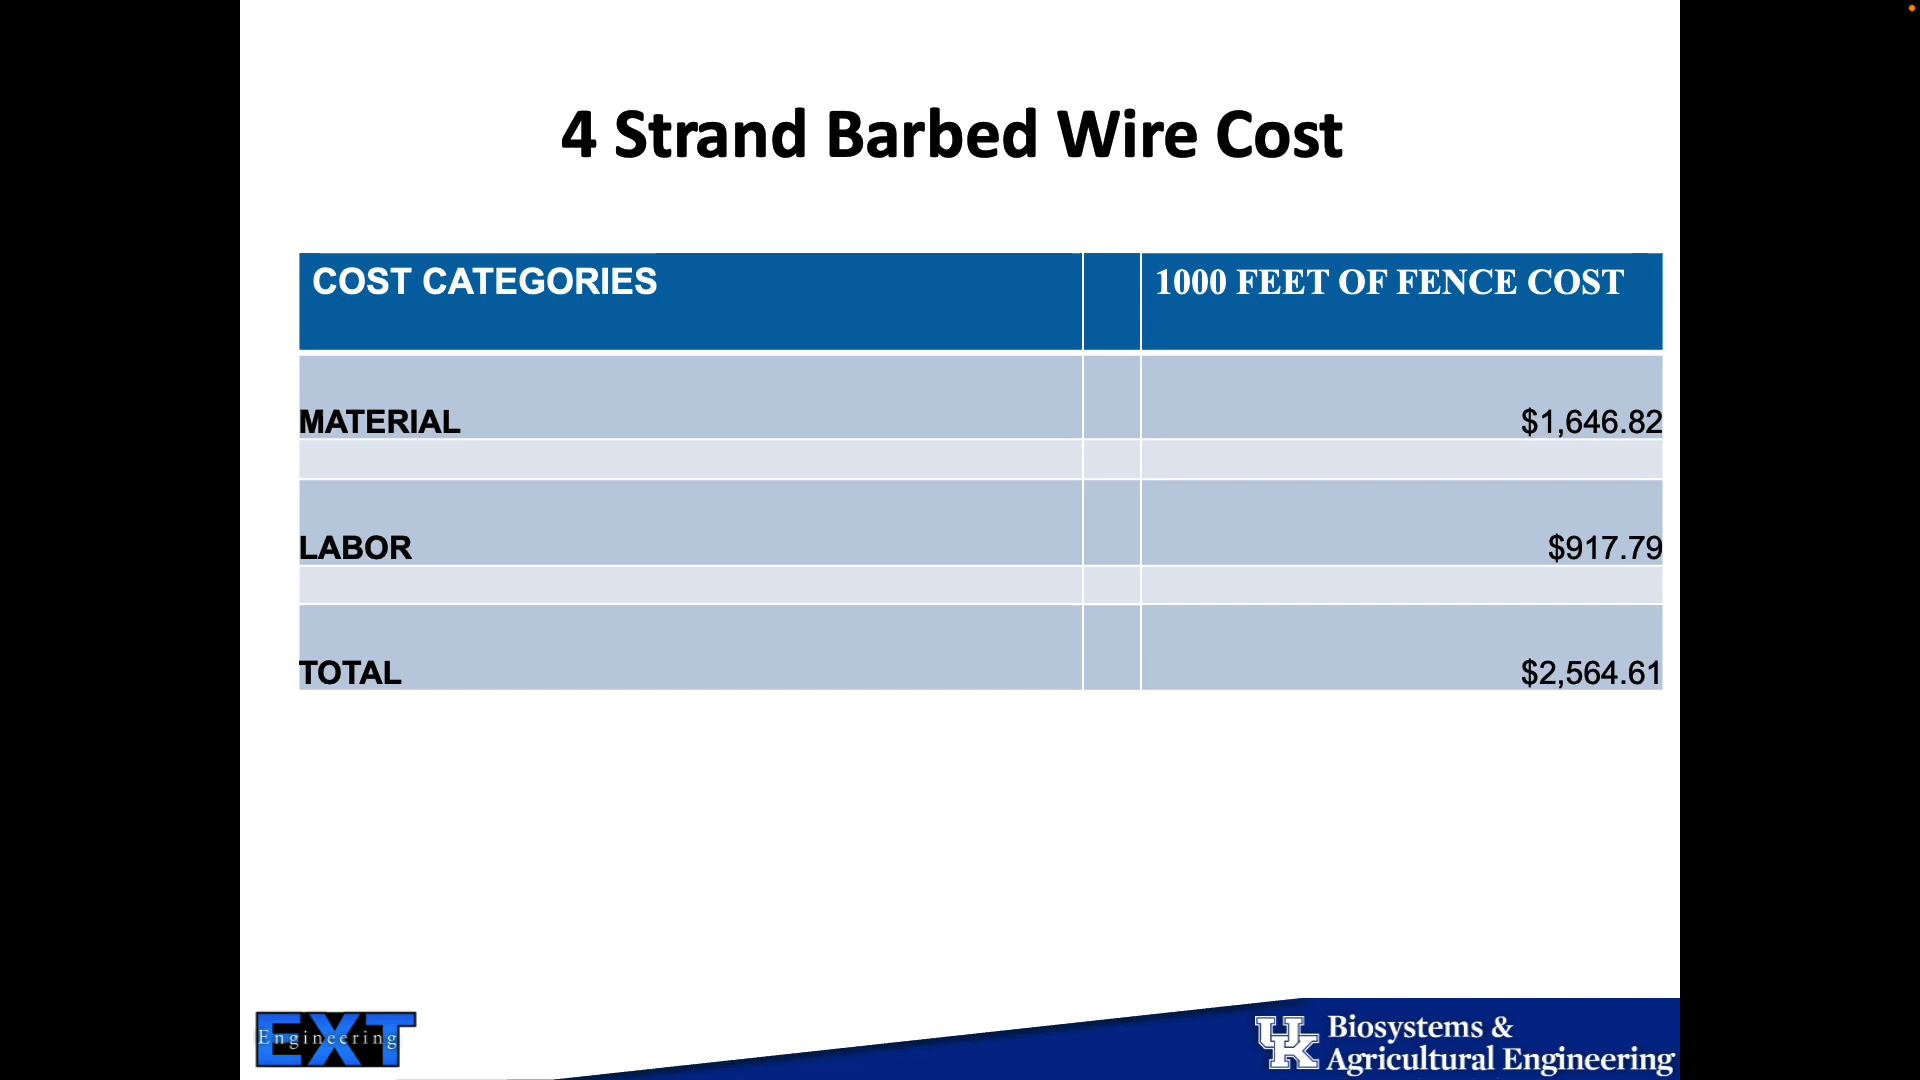 4 Strand Barbed Wire Cost
COST CATEGORIES 1000 FEET OF FENCE COST
MATERIAL $1,646.82
LABOR $917.79
TOTAL $2,564.61
EXT
Engineering
UK Biosystems &
Agricultural Engineering